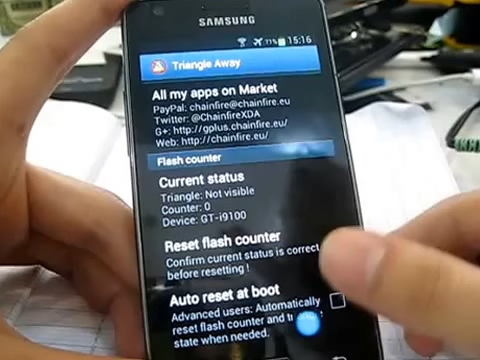 SAMSUNG
77% 15:16
Triangle Away
All my apps on Market
PayPal: chainfire@chainfire.eu
Twitter: @ChainfireXDA
G+: http://gplus.chainfire.eu/
Web: http://chainfire.eu/
Flash counter
Current status
Triangle: Not visible
Counter: 0
Device: GT-i9100
Reset flash counter
Confirm current status is correct
before resetting !
Auto reset at boot
Advanced users: Automatically
reset flash counter and
state when needed.